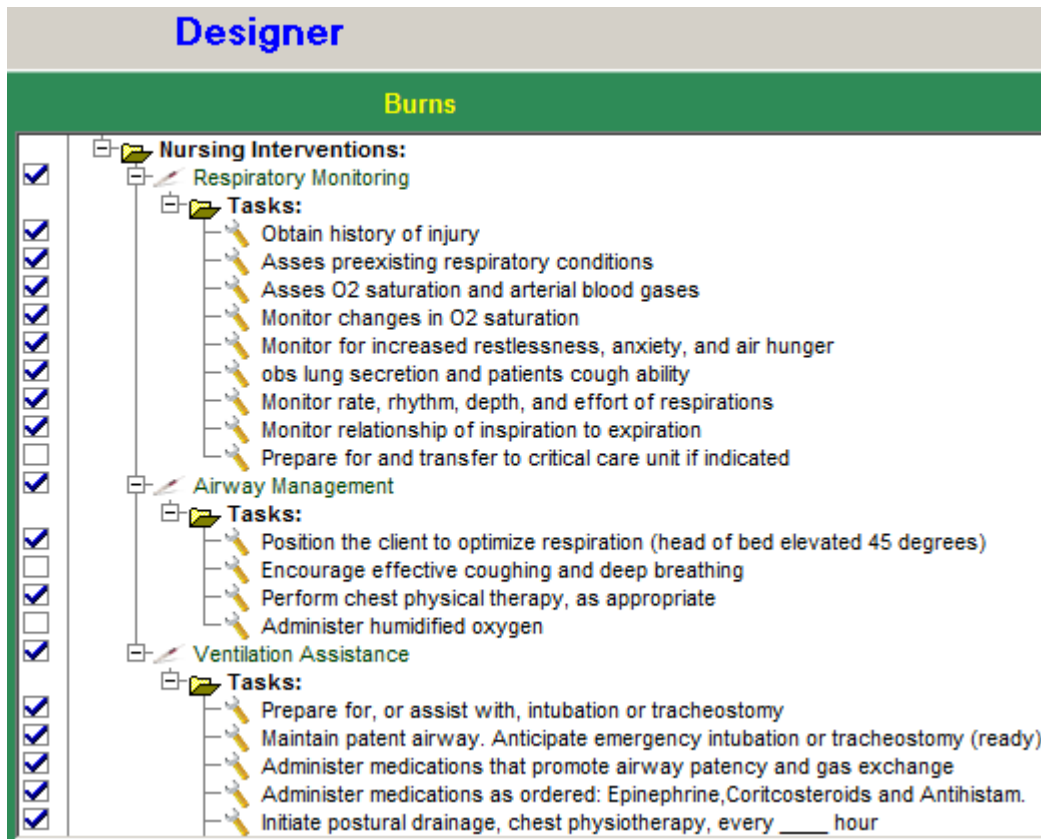 Designer
Burns
Nursing Interventions:
Respiratory Monitoring
Tasks:
Obtain history of injury
Asses preexisting respiratory conditions
Asses O2 saturation and arterial blood gases
Monitor changes in O2 saturation
Monitor for increased restlessness, anxiety, and air hunger
obs lung secretion and patients cough ability
Monitor rate, rhythm, depth, and effort of respirations
Monitor relationship of inspiration to expiration
Prepare for and transfer to critical care unit if indicated
Airway Management
Tasks:
Position the client to optimize respiration (head of bed elevated 45 degrees)
Encourage effective coughing and deep breathing
Perform chest physical therapy, as appropriate
Administer humidified oxygen
Ventilation Assistance
Tasks:
Prepare for, or assist with, intubation or tracheostomy
Maintain patent airway. Anticipate emergency intubation or tracheostomy (ready)
Administer medications that promote airway patency and gas exchange
Administer medications as ordered: Epinephrine,Coritcosteroids and Antihistam.
Initiate postural drainage, chest physiotherapy, every ____ hour